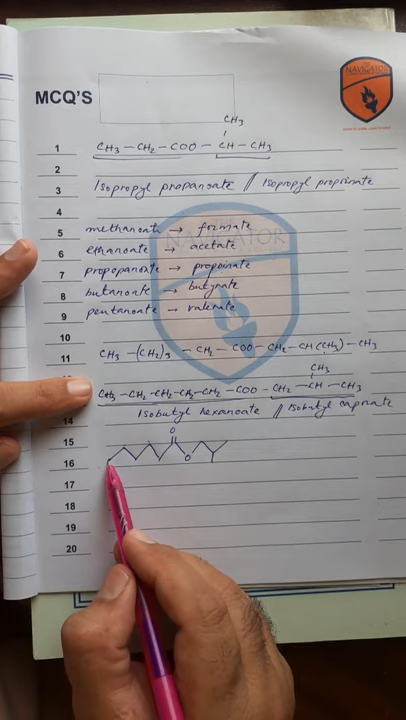 THE
NAVIGATOR
MCQ'S
CH₃
1 CH₃-CH₂-COO-CH-CH₃
2
3 Isopropyl propanoate // Isopropyl propionate
4
5 methanoate → formate
6 ethanoate → acetate
7 propanoate → propoinate
8 butanoate → butyrate
9 pentanoate → valerate
10
11 CH₃-(CH₂)₃-CH₂-COO-CH₂-CH(CH₃)-CH₃
CH₃
CH₃-CH₂-CH₂-CH₂-CH₂-COO-CH₂-CH-CH₃
14 Isobutyl hexanoate // Isobutyl caproate
15 O
16 O
17
18
19
20